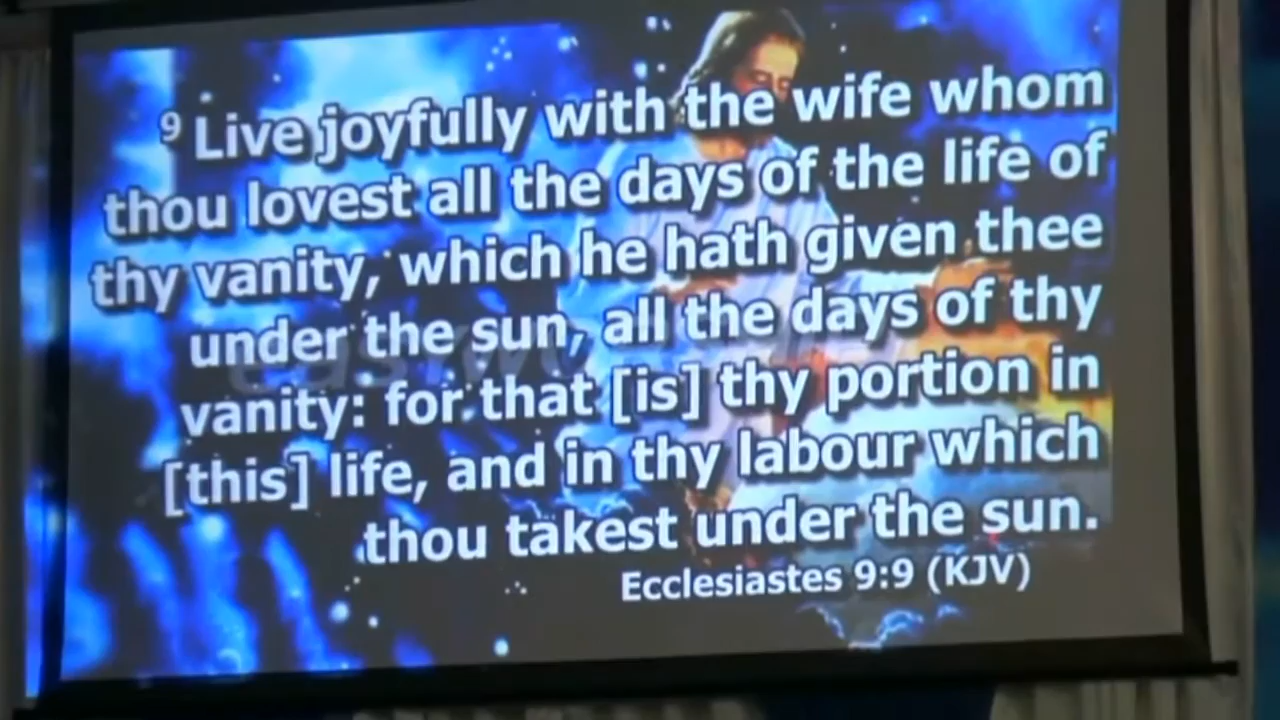 9 Live joyfully with the wife whom
thou lovest all the days of the life of
thy vanity, which he hath given thee
under the sun, all the days of thy
vanity: for that [is] thy portion in
[this] life, and in thy labour which
thou takest under the sun.
Ecclesiastes 9:9 (KJV)